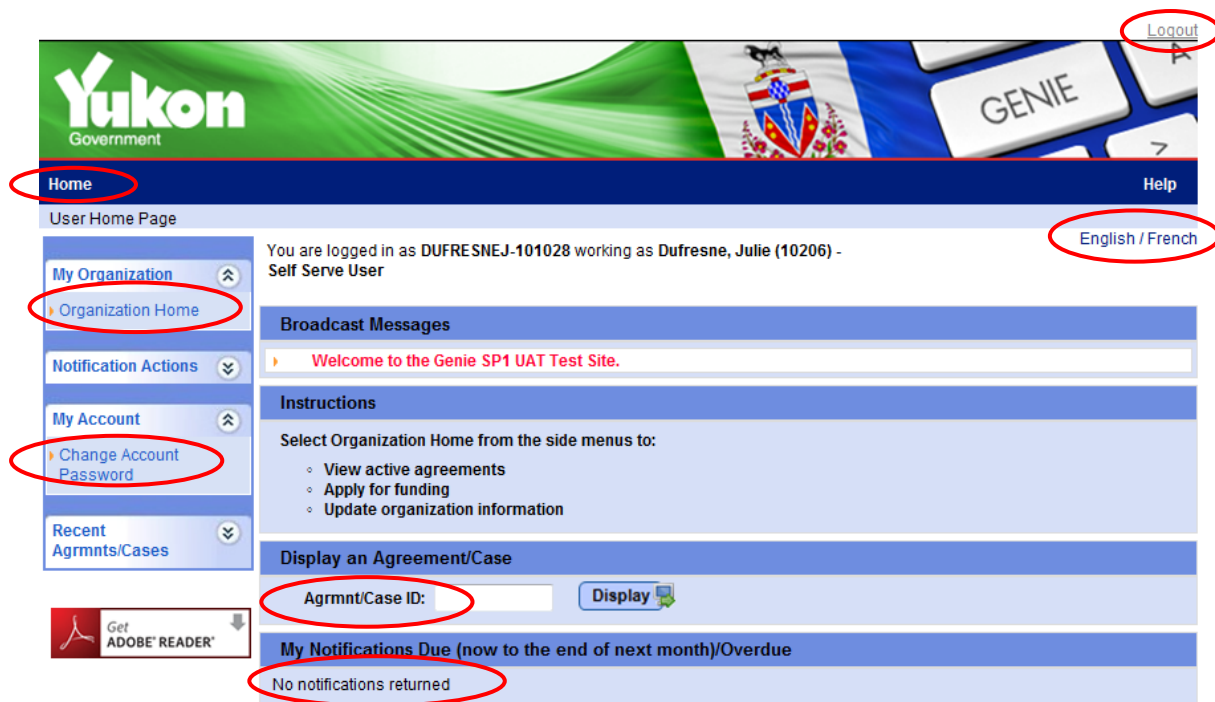 Logout
Yukon
Government
GENIE
A
Home
Help
User Home Page
English / French
You are logged in as DUFRESNEJ-101028 working as Dufresne, Julie (10206) -
Self Serve User
My Organization
Organization Home
Notification Actions
My Account
Change Account
Password
Recent
Agrmnts/Cases
Get
ADOBE® READER®
Broadcast Messages
Welcome to the Genie SP1 UAT Test Site.
Instructions
Select Organization Home from the side menus to:
View active agreements
Apply for funding
Update organization information
Display an Agreement/Case
Agrmnt/Case ID:
Display
My Notifications Due (now to the end of next month)/Overdue
No notifications returned